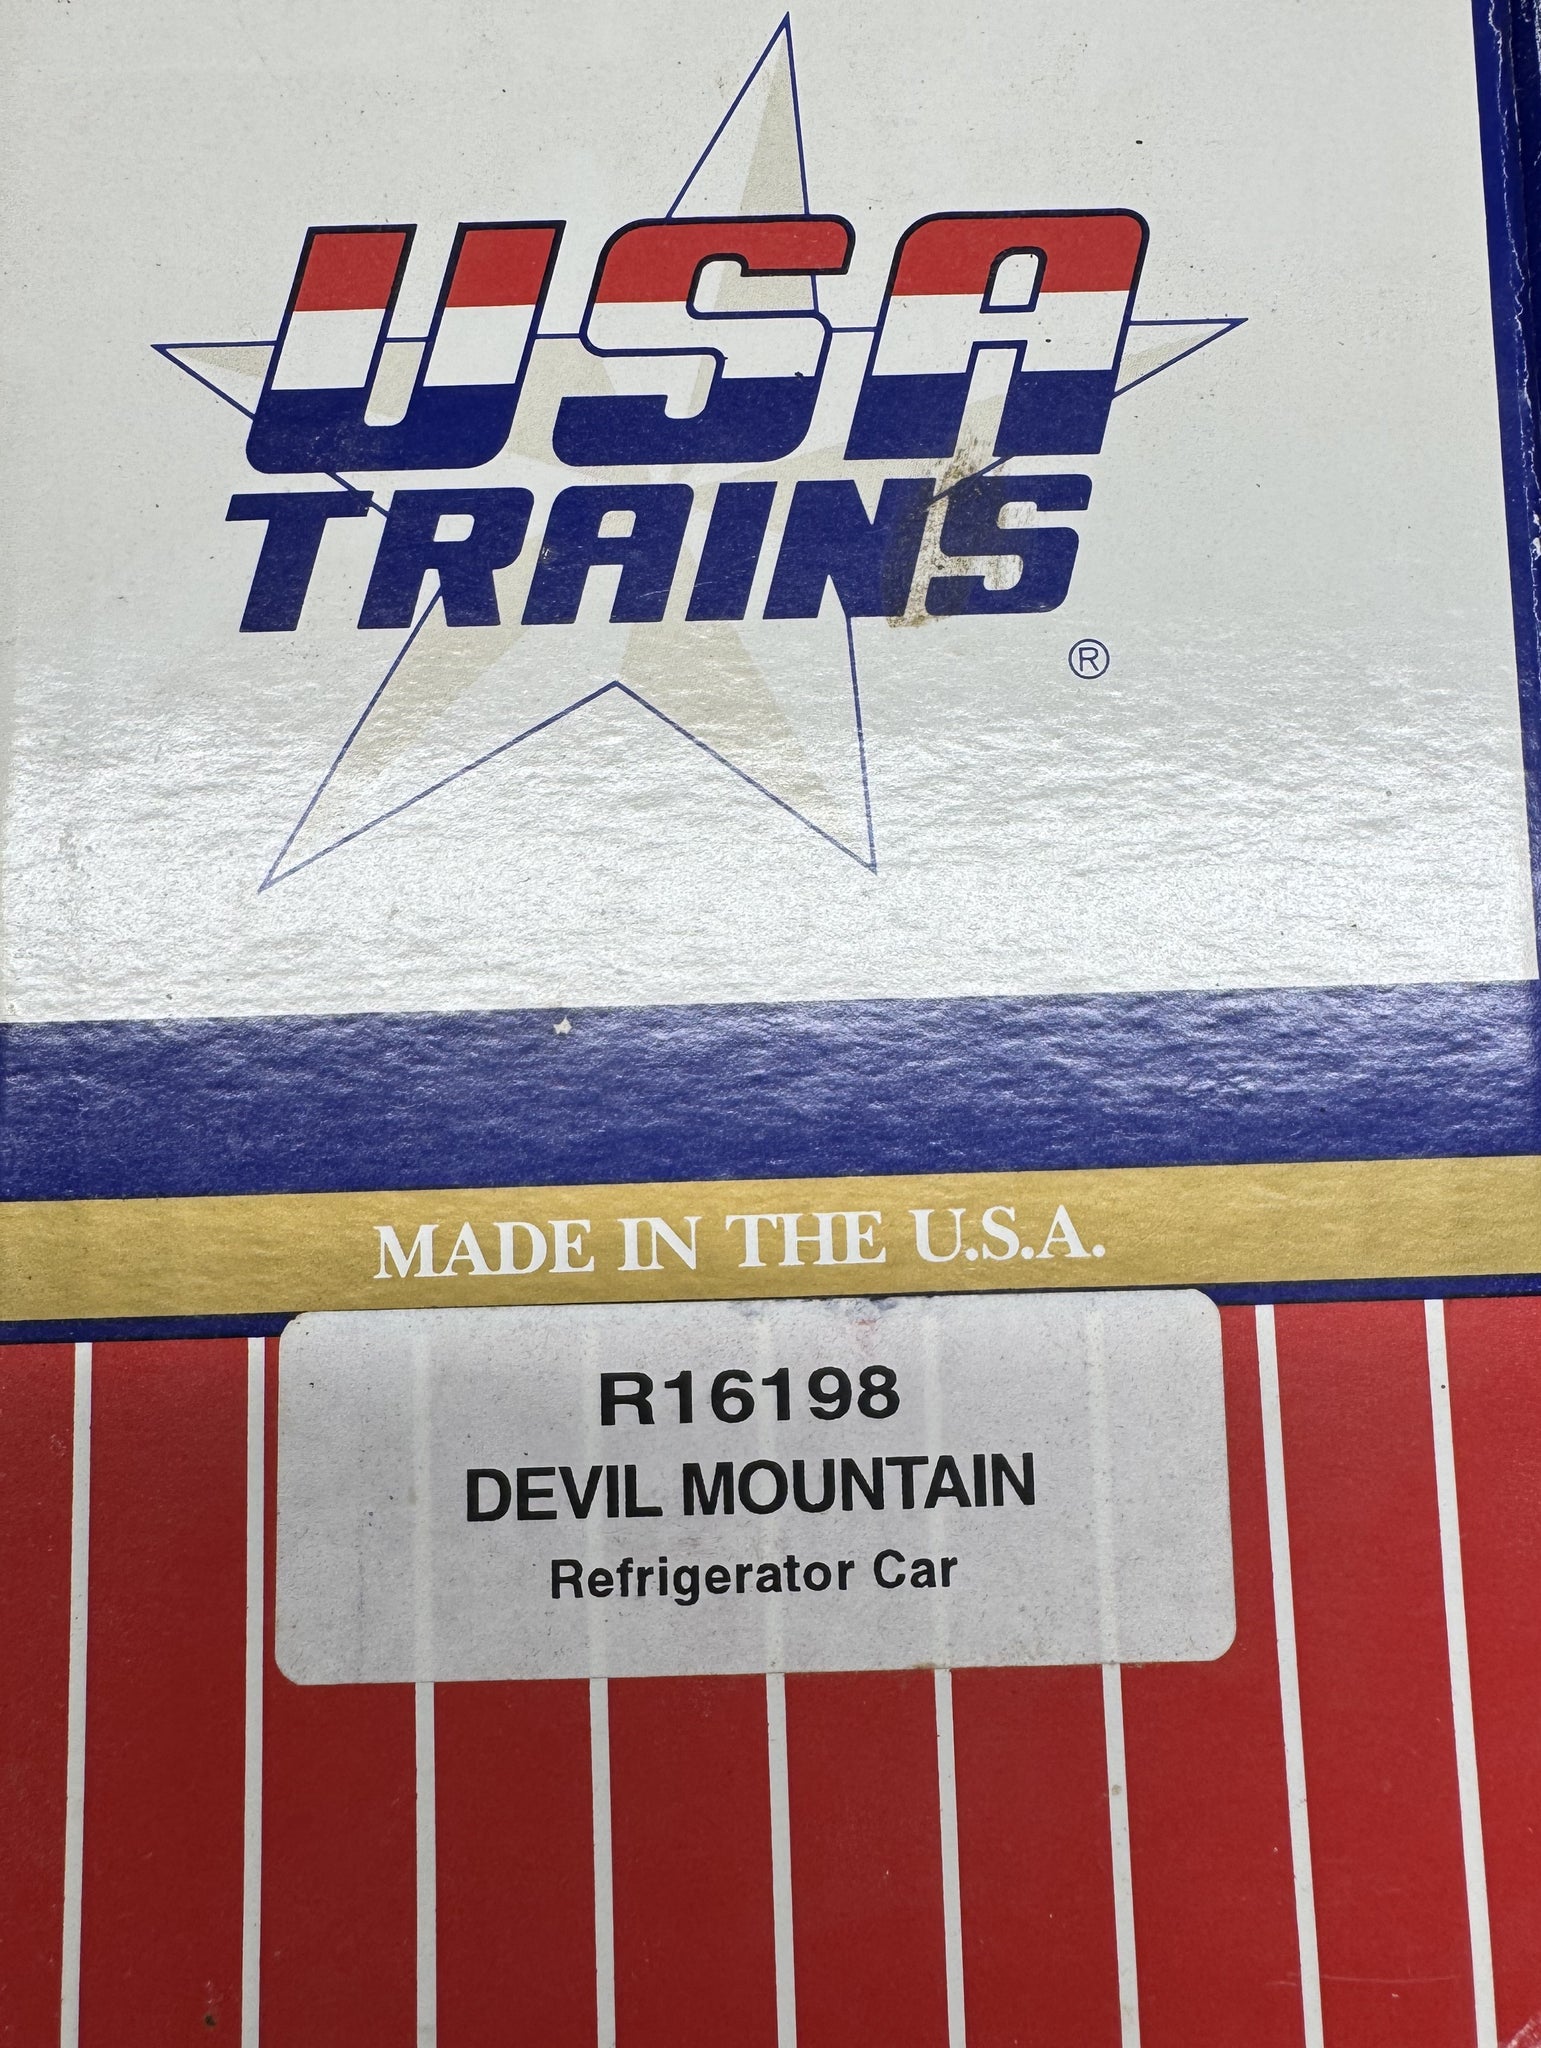 USA
TRAINS
®
MADE IN THE U.S.A.
R16198
DEVIL MOUNTAIN
Refrigerator Car